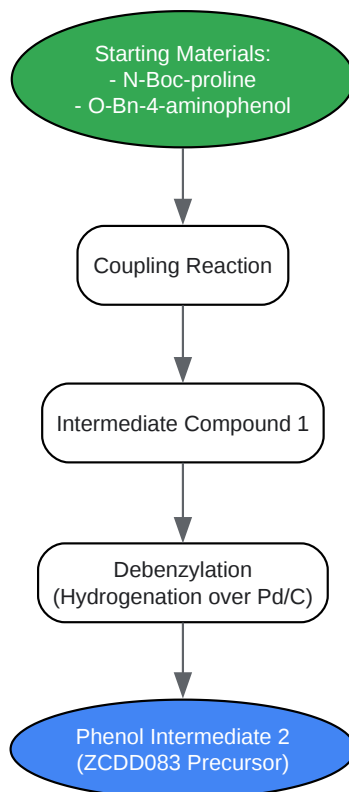 Starting Materials:
- N-Boc-proline
- O-Bn-4-aminophenol
Coupling Reaction
Intermediate Compound 1
Debenzylation
(Hydrogenation over Pd/C)
Phenol Intermediate 2
(ZCDD083 Precursor)